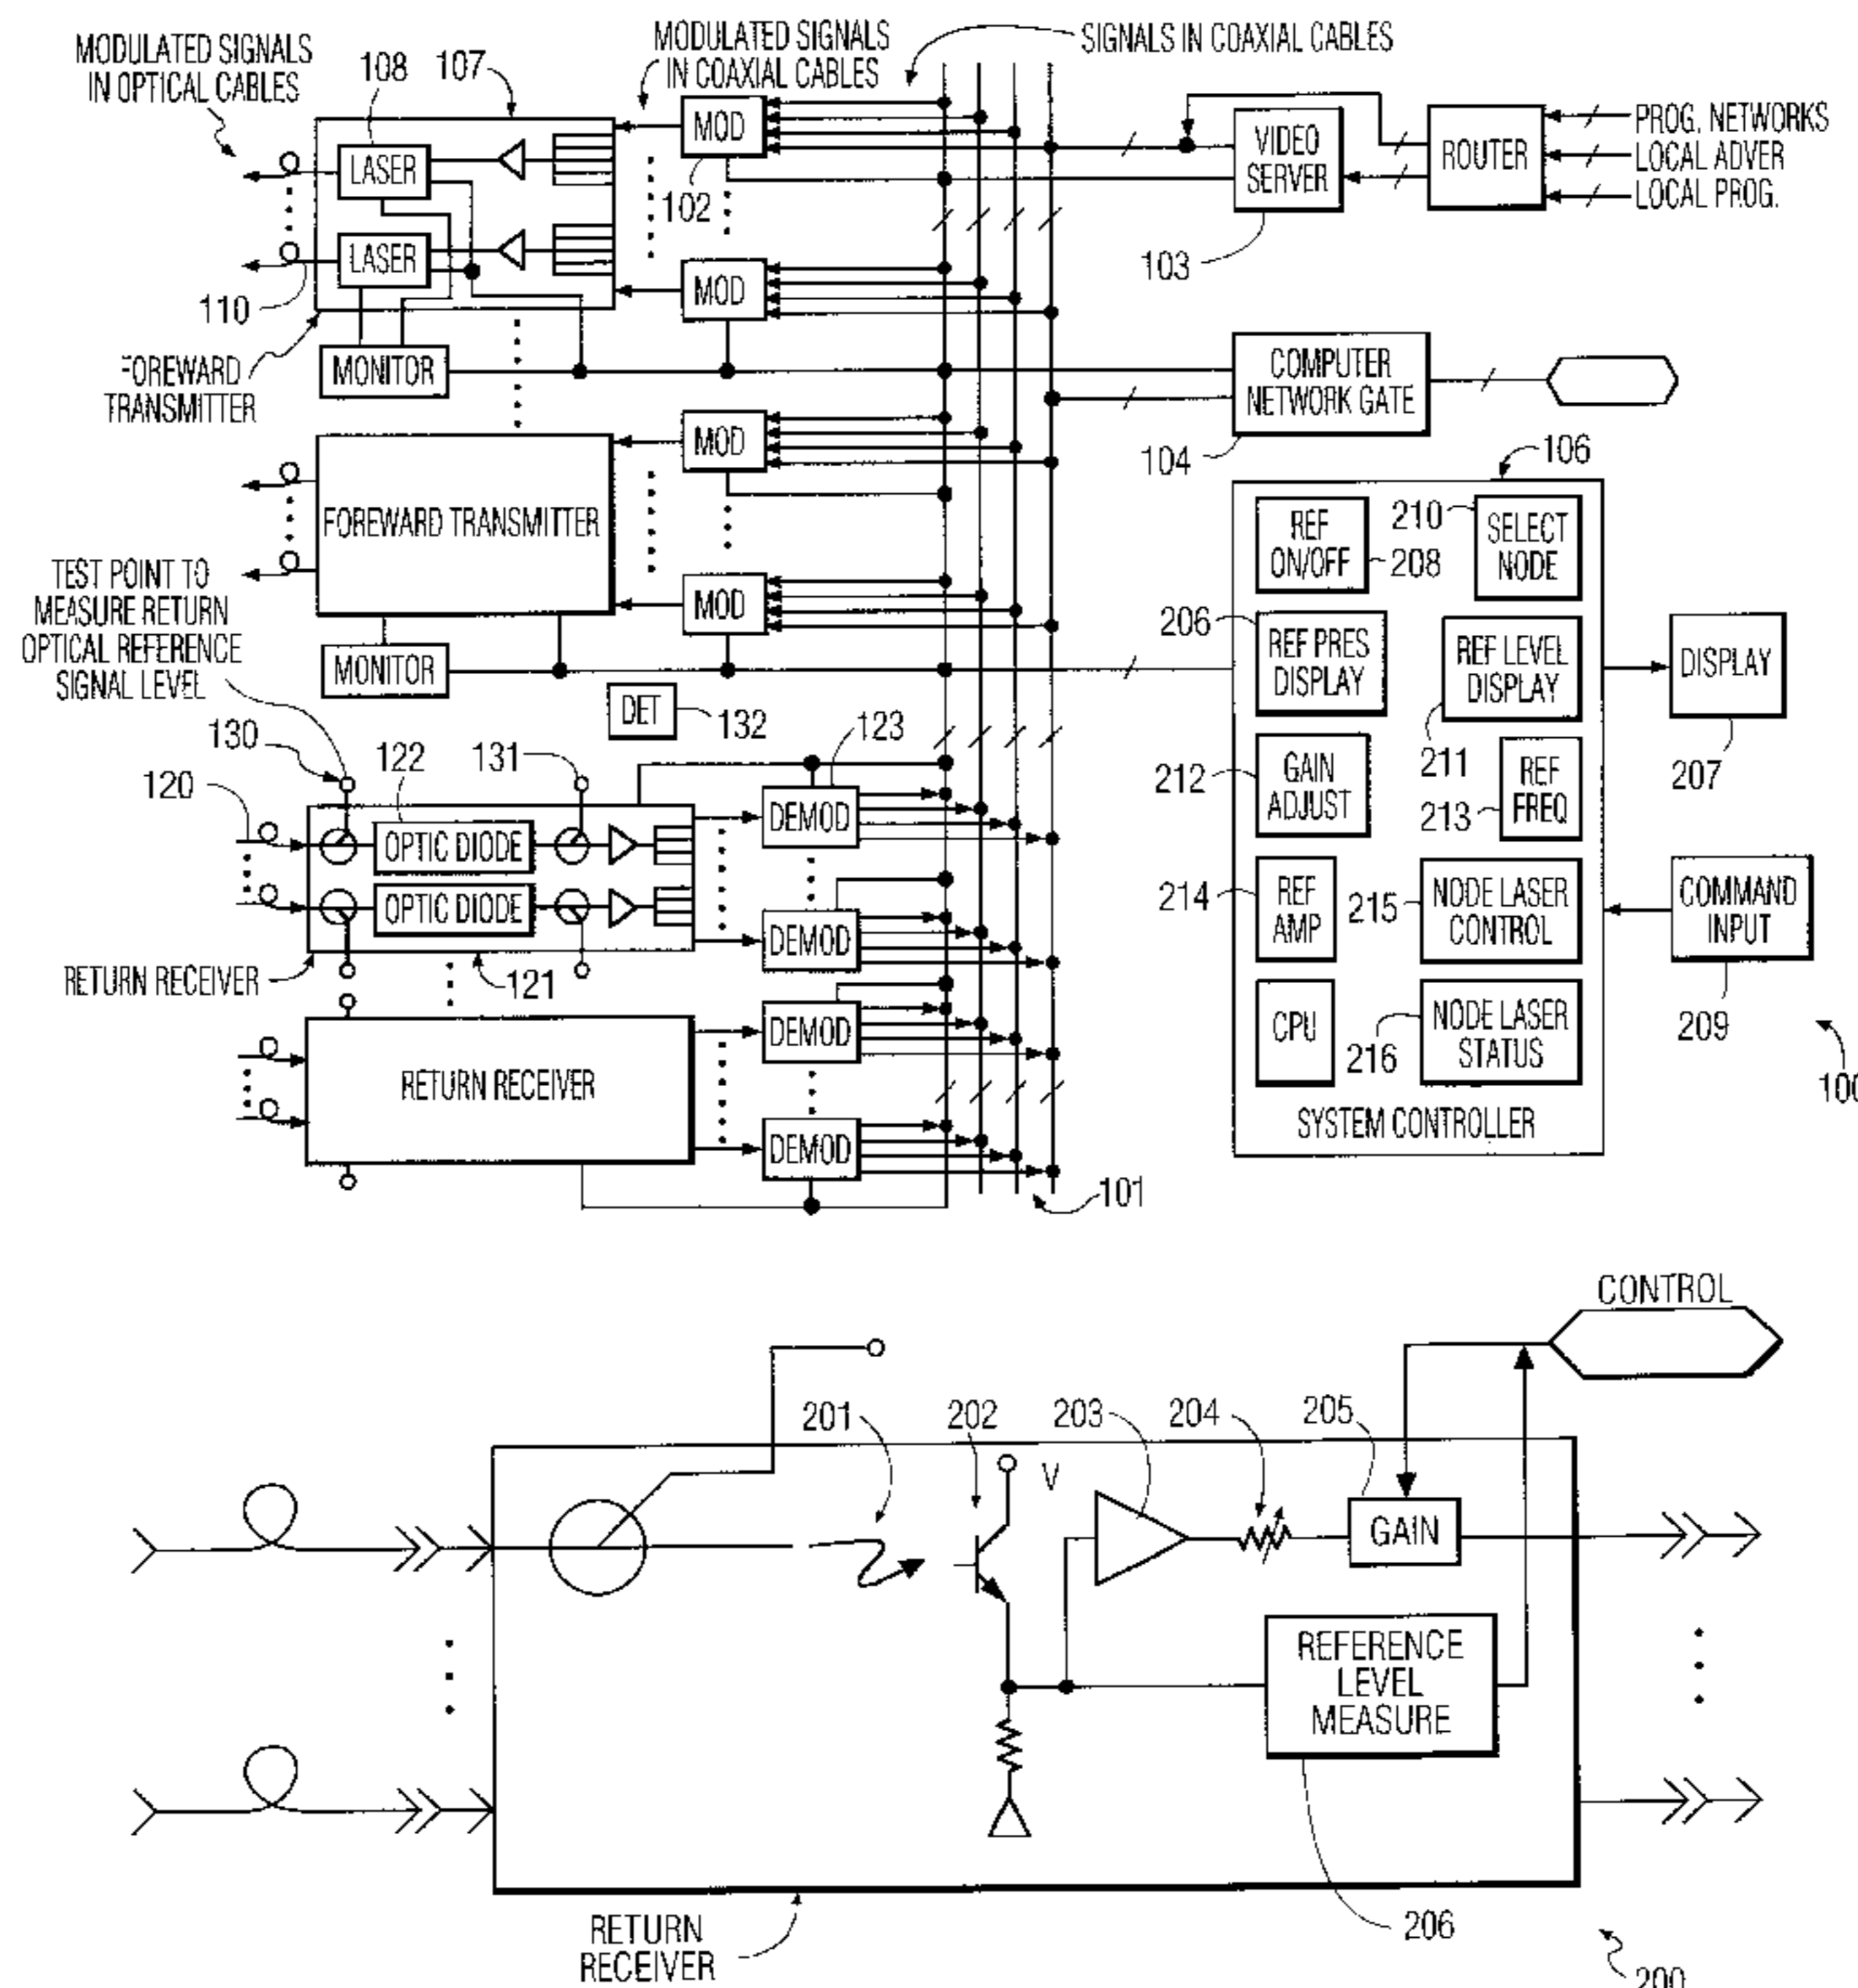 MODULATED SIGNALS
IN OPTICAL CABLES
108
107
MODULATED SIGNALS
IN COAXIAL CABLES
SIGNALS IN COAXIAL CABLES
LASER
MOD
102
VIDEO
SERVER
103
ROUTER
PROG. NETWORKS
LOCAL ADVER
LOCAL PROG.
LASER
110
MOD
FOREWARD
TRANSMITTER
MONITOR
COMPUTER
NETWORK GATE
104
MOD
FOREWARD TRANSMITTER
MOD
MONITOR
106
REF
ON/OFF
208
210
SELECT
NODE
206
REF PRES
DISPLAY
REF LEVEL
DISPLAY
211
DISPLAY
207
212
GAIN
ADJUST
213
REF
FREQ
214
REF
AMP
215
NODE LASER
CONTROL
COMMAND
INPUT
209
CPU
216
NODE LASER
STATUS
SYSTEM CONTROLLER
100
TEST POINT TO
MEASURE RETURN
OPTICAL REFERENCE
SIGNAL LEVEL
DET
132
130
122
131
123
120
OPTIC DIODE
DEMOD
OPTIC DIODE
DEMOD
RETURN RECEIVER
121
RETURN RECEIVER
DEMOD
DEMOD
101
CONTROL
201
202
203
204
205
V
GAIN
REFERENCE
LEVEL
MEASURE
206
RETURN
RECEIVER
200